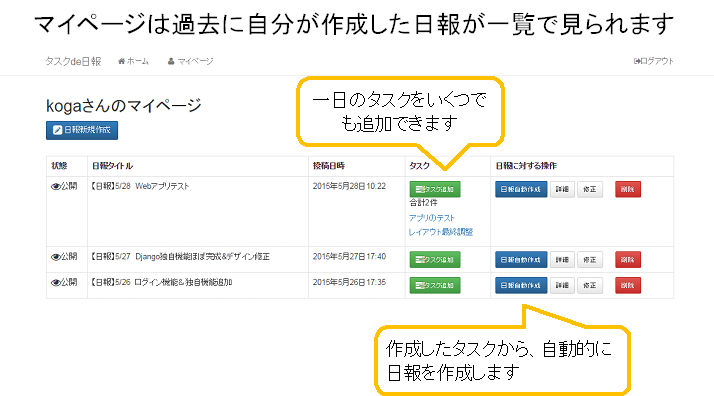 マイページは過去に自分が作成した日報が一覧で見られます
タスクde日報 ホーム マイページ ログアウト
kogaさんのマイページ
日報新規作成
一日のタスクをいくつで
も追加できます
状態 日報タイトル 投稿日時 タスク 日報に対する操作
公開 【日報】5/28 Webアプリテスト 2015年5月28日10:22 タスク追加 日報自動作成 詳細 修正 削除
合計2件
アプリのテスト
レイアウト最終調整
公開 【日報】5/27 Django独自機能ほぼ完成&デザイン修正 2015年5月27日17:40 タスク追加 日報自動作成 詳細 修正 削除
公開 【日報】5/26 ログイン機能&独自機能追加 2015年5月26日17:35 タスク追加 日報自動作成 詳細 修正 削除
作成したタスクから、自動的に
日報を作成します